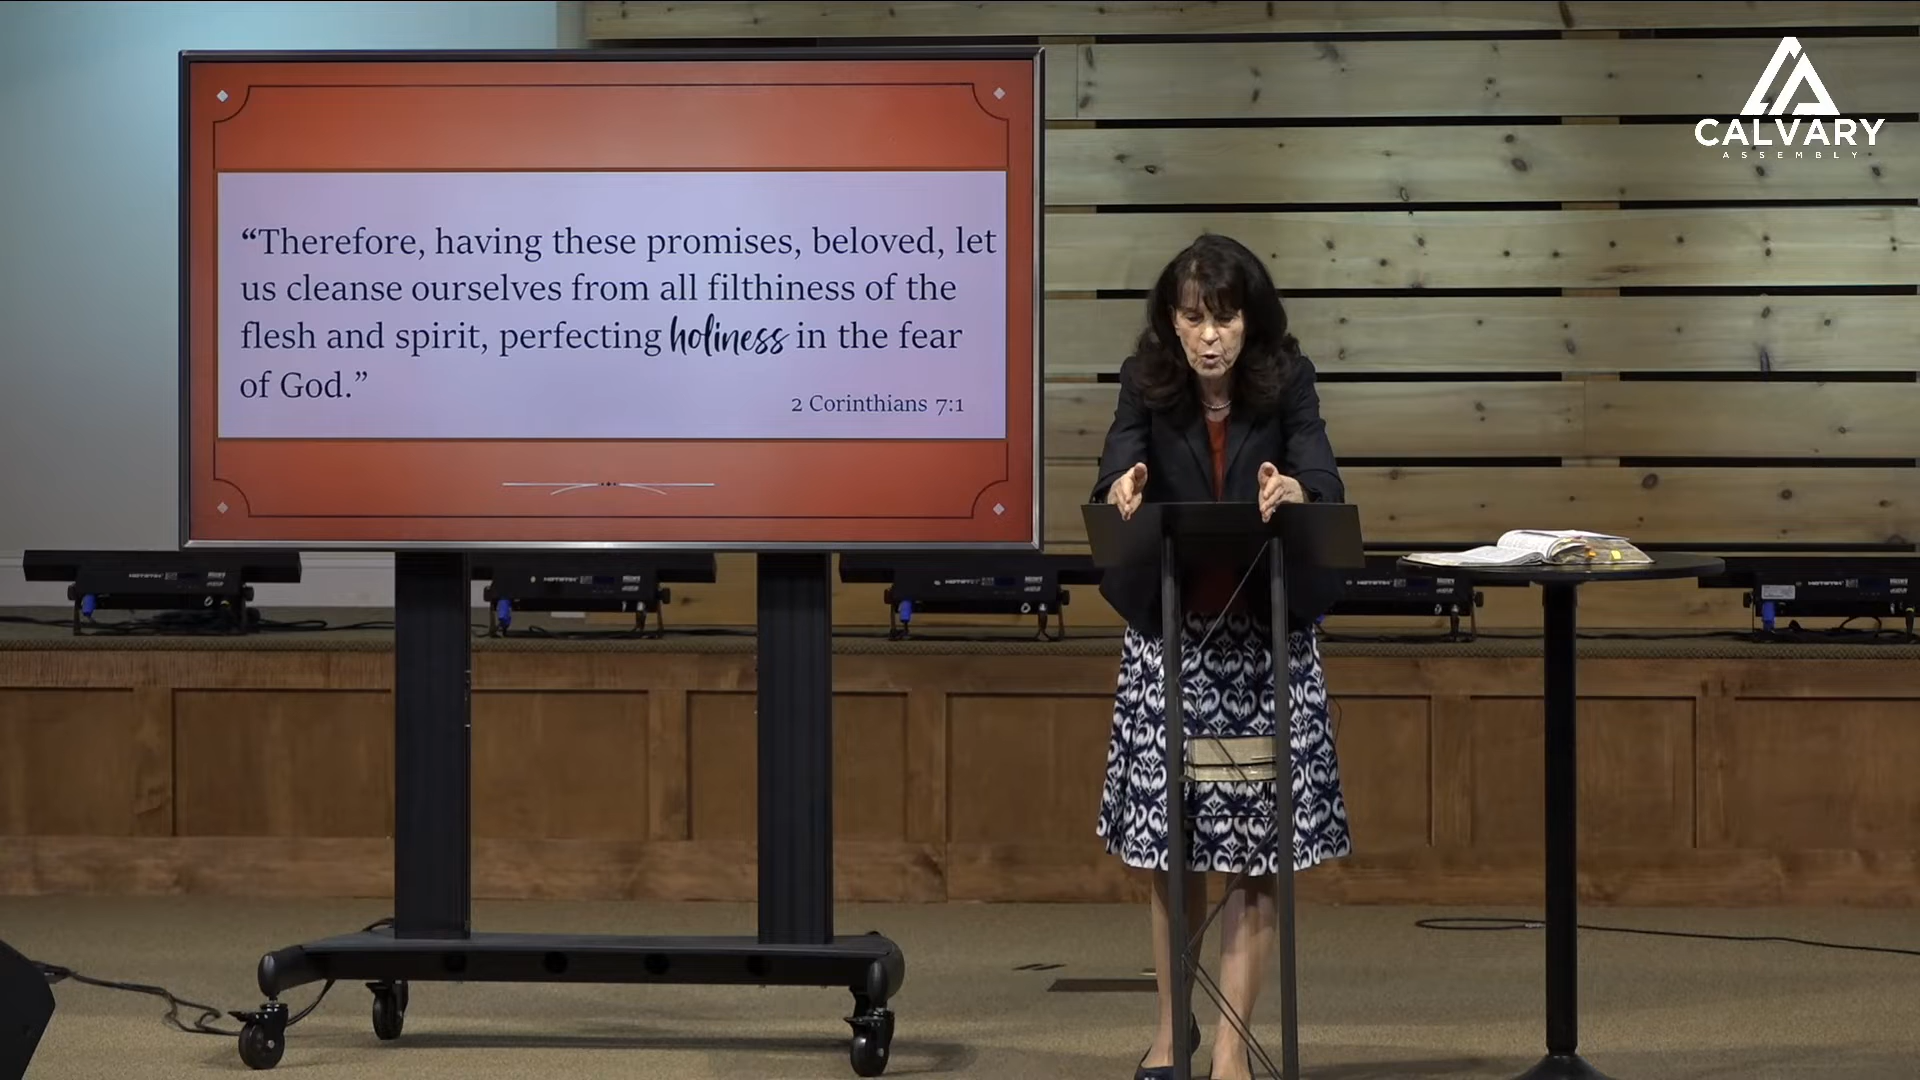 “Therefore, having these promises, beloved, let
us cleanse ourselves from all filthiness of the
flesh and spirit, perfecting holiness in the fear
of God.”
2 Corinthians 7:1
CALVARY
ASSEMBLY